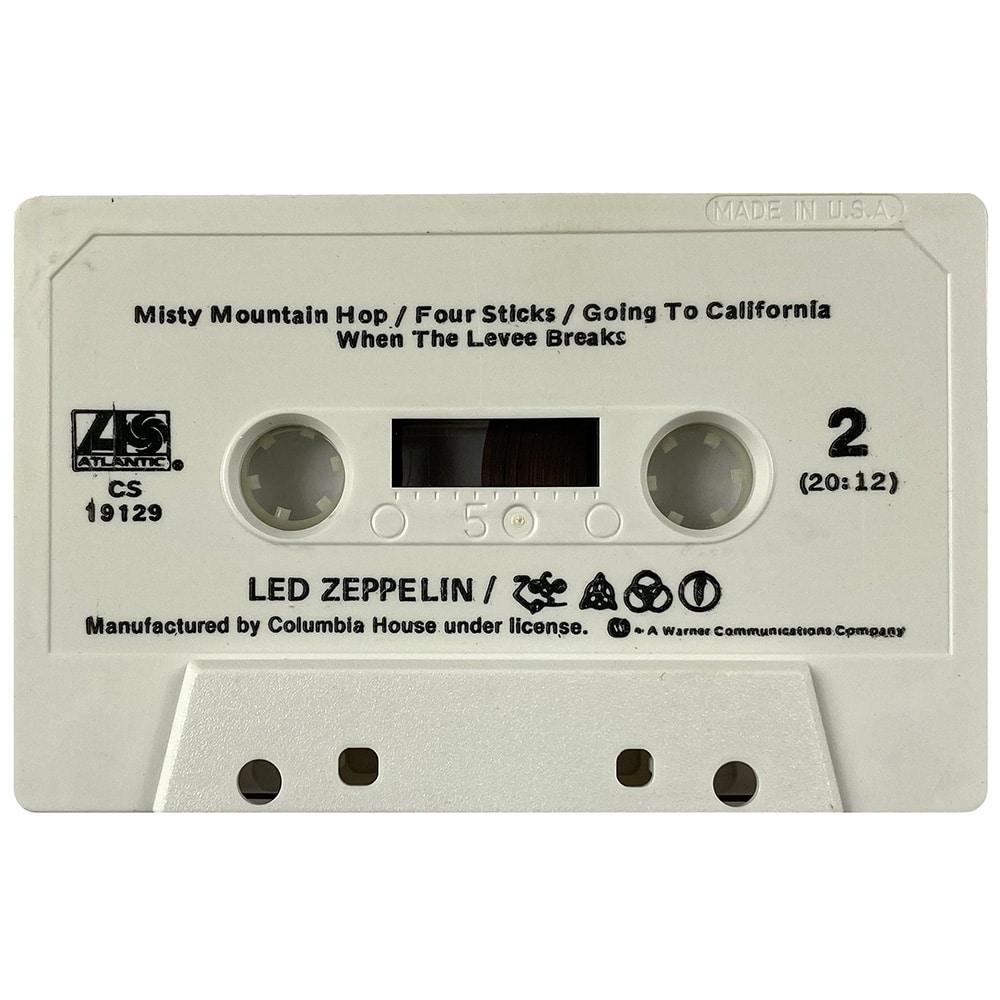 MADE IN U.S.A.
Misty Mountain Hop / Four Sticks / Going To California
When The Levee Breaks
ATLANTIC®
CS
19129
2
(20:12)
50
LED ZEPPELIN /
Manufactured by Columbia House under license. A Warner Communications Company